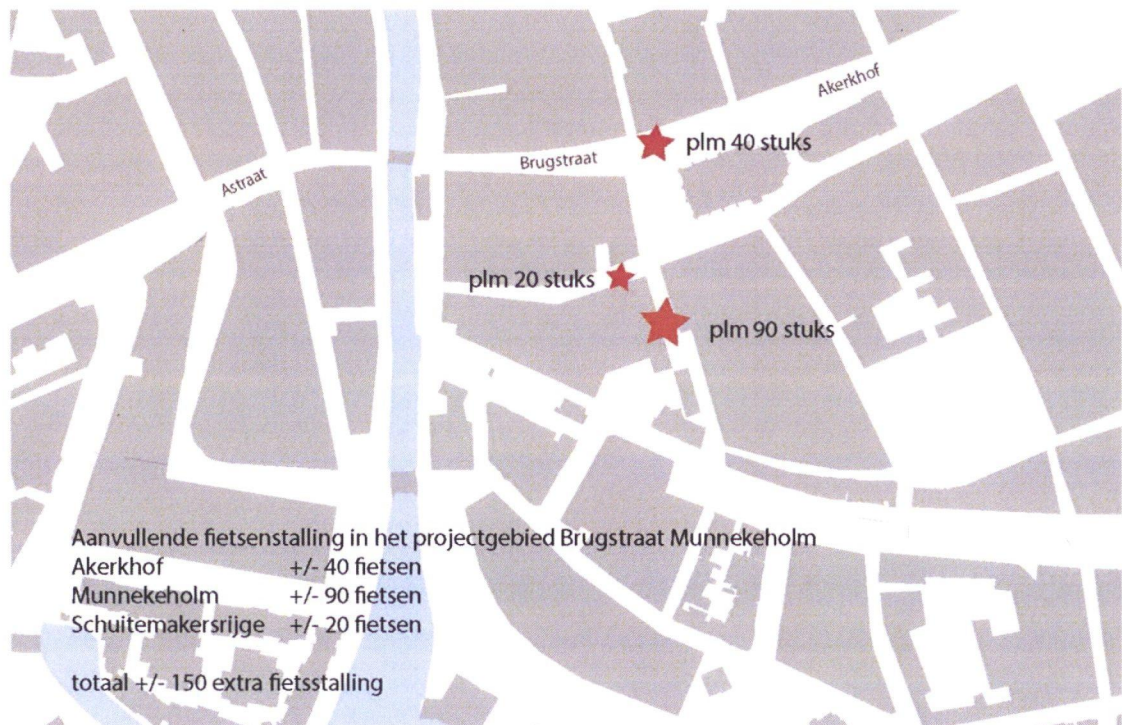 Akerkhof
plm 40 stuks
Brugstraat
Astraat
plm 20 stuks
plm 90 stuks
Aanvullende fietsenstalling in het projectgebied Brugstraat Munnekeholm
Akerkhof +/- 40 fietsen
Munnekeholm +/- 90 fietsen
Schuitemakersrijge +/- 20 fietsen
totaal +/- 150 extra fietsstalling